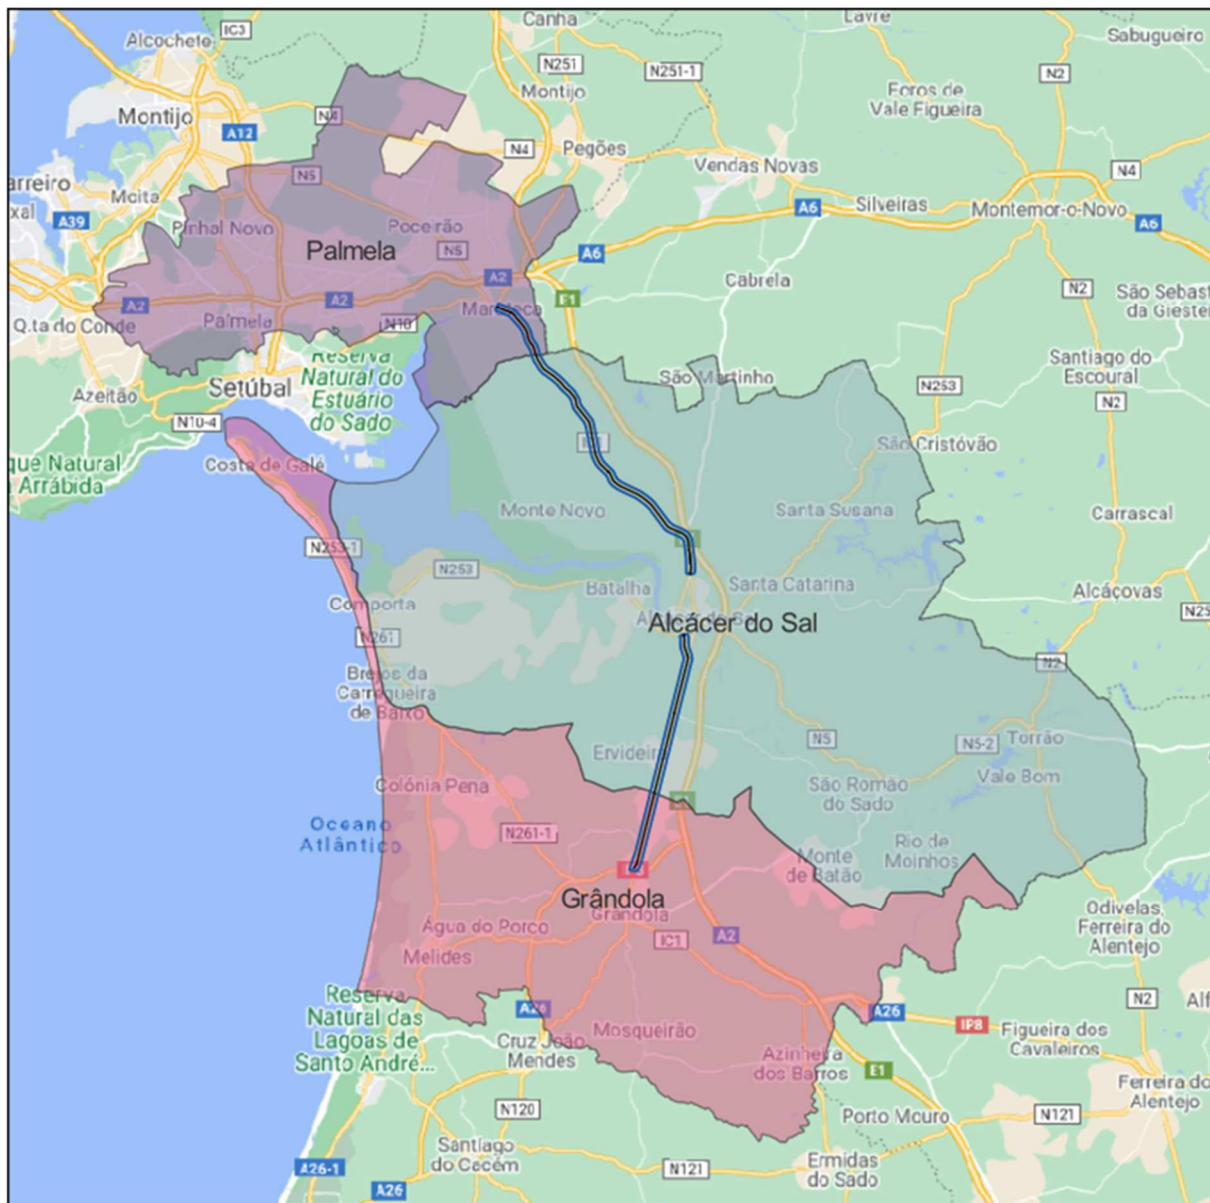 Canha
Lavre
IC3
Alcochete
Sabugueiro
N251
N251-1
N2
Montijo
Foros de
Vale Figueira
Montijo
N4
A12
N4
Pegões
Vendas Novas
N4
N5
Moita
A39
Silveiras
Montemor-o-Novo
A6
A6
Pinhal Novo
Poceirão
Palmela
N5
A6
Cabrela
A2
N2
São Sebast
da Giester
A2
A2
E1
Q.ta do Conde
Palmela
N10
Reserva
Natural do
Estuário
do Sado
Santiago do
Escoural
Setúbal
São Martinho
N253
Azeitão
N2
N10-4
São Cristóvão
que Natural
Arrábida
Costa de Galé
Monte Novo
Santa Susana
Carrascal
N253-1
N253
Batalha
Santa Catarina
Alcáçovas
Comporta
Alcácer do Sal
N261
N2
Brejos da
Carregueira
de Baixo
Ervideira
N5
N5-2
Torrão
Vale Bom
Colónia Pena
São Romão
do Sado
Oceano
Atlântico
N261-1
Rio de
Moinhos
Monte
de Batão
Grândola
Grândola
Odivelas,
Ferreira do
Alentejo
Água do Porco
IC1
A2
Melides
Reserva
Natural das
Lagoas de
Santo André...
A26
N2
Mosqueirão
A26
IP8
Figueira dos
Cavaleiros
Cruz João
Mendes
Azinheira
dos Barros
E1
Ferreira do
Alentejo
N120
Porto Mouro
N121
Santiago
do Cacém
N121
Ermidas
do Sado
A26-1
A26